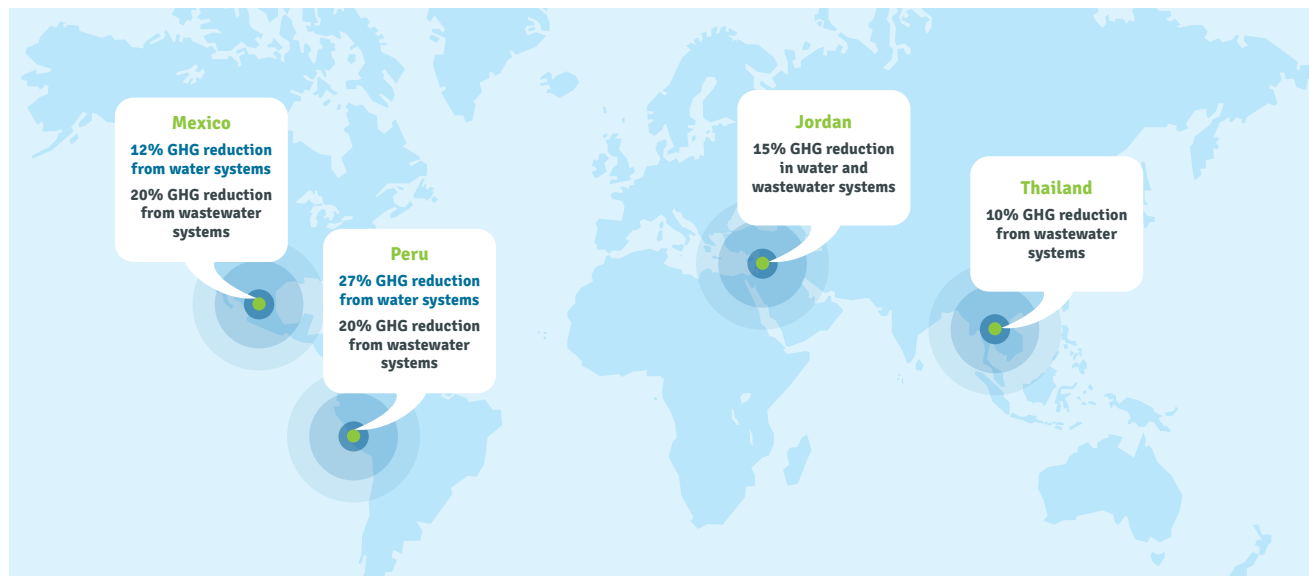 Mexico
12% GHG reduction
from water systems
20% GHG reduction
from wastewater
systems
Peru
27% GHG reduction
from water systems
20% GHG reduction
from wastewater
systems
Jordan
15% GHG reduction
in water and
wastewater systems
Thailand
10% GHG reduction
from wastewater
systems